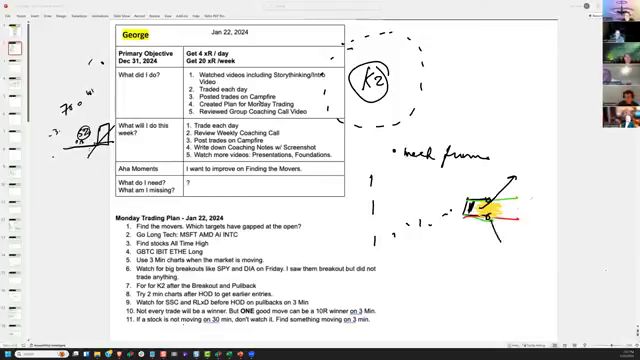 George
Jan 22, 2024
Primary Objective
Dec 31, 2024
Get 4 xR / day
Get 20 xR /week
What did I do?
1. Watched videos including Storythinking/Intro Video
2. Traded each day
3. Posted trades on Campfire
4. Created Plan for Monday Trading
5. Reviewed Group Coaching Call Video
What will I do this week?
1. Trade each day
2. Review Weekly Coaching Call
3. Post trades on Campfire
4. Write down Coaching Notes w/ Screenshot
5. Watch more videos: Presentations, Foundations.
Aha Moments
I want to improve on Finding the Movers.
What do I need?
What am I missing?
?
K2
Monday Trading Plan - Jan 22, 2024
1. Find the movers. Which targets have gapped at the open?
2. Go Long Tech: MSFT AMD AI INTC
3. Find stocks All Time High
4. GBTC IBIT ETHE Long
5. Use 3 Min charts when the market is moving.
6. Watch for big breakouts like SPY and DIA on Friday. I saw them breakout but did not trade anything.
7. For for K2 after the Breakout and Pullback
8. Try 2 min charts after HOD to get earlier entries.
9. Watch for SSC and RLxD before HOD on pullbacks on 3 Min
10. Not every trade will be a winner. But ONE good move can be a 10R winner on 3 Min.
11. If a stock is not moving on 30 min, don't watch it. Find something moving on 3 min.